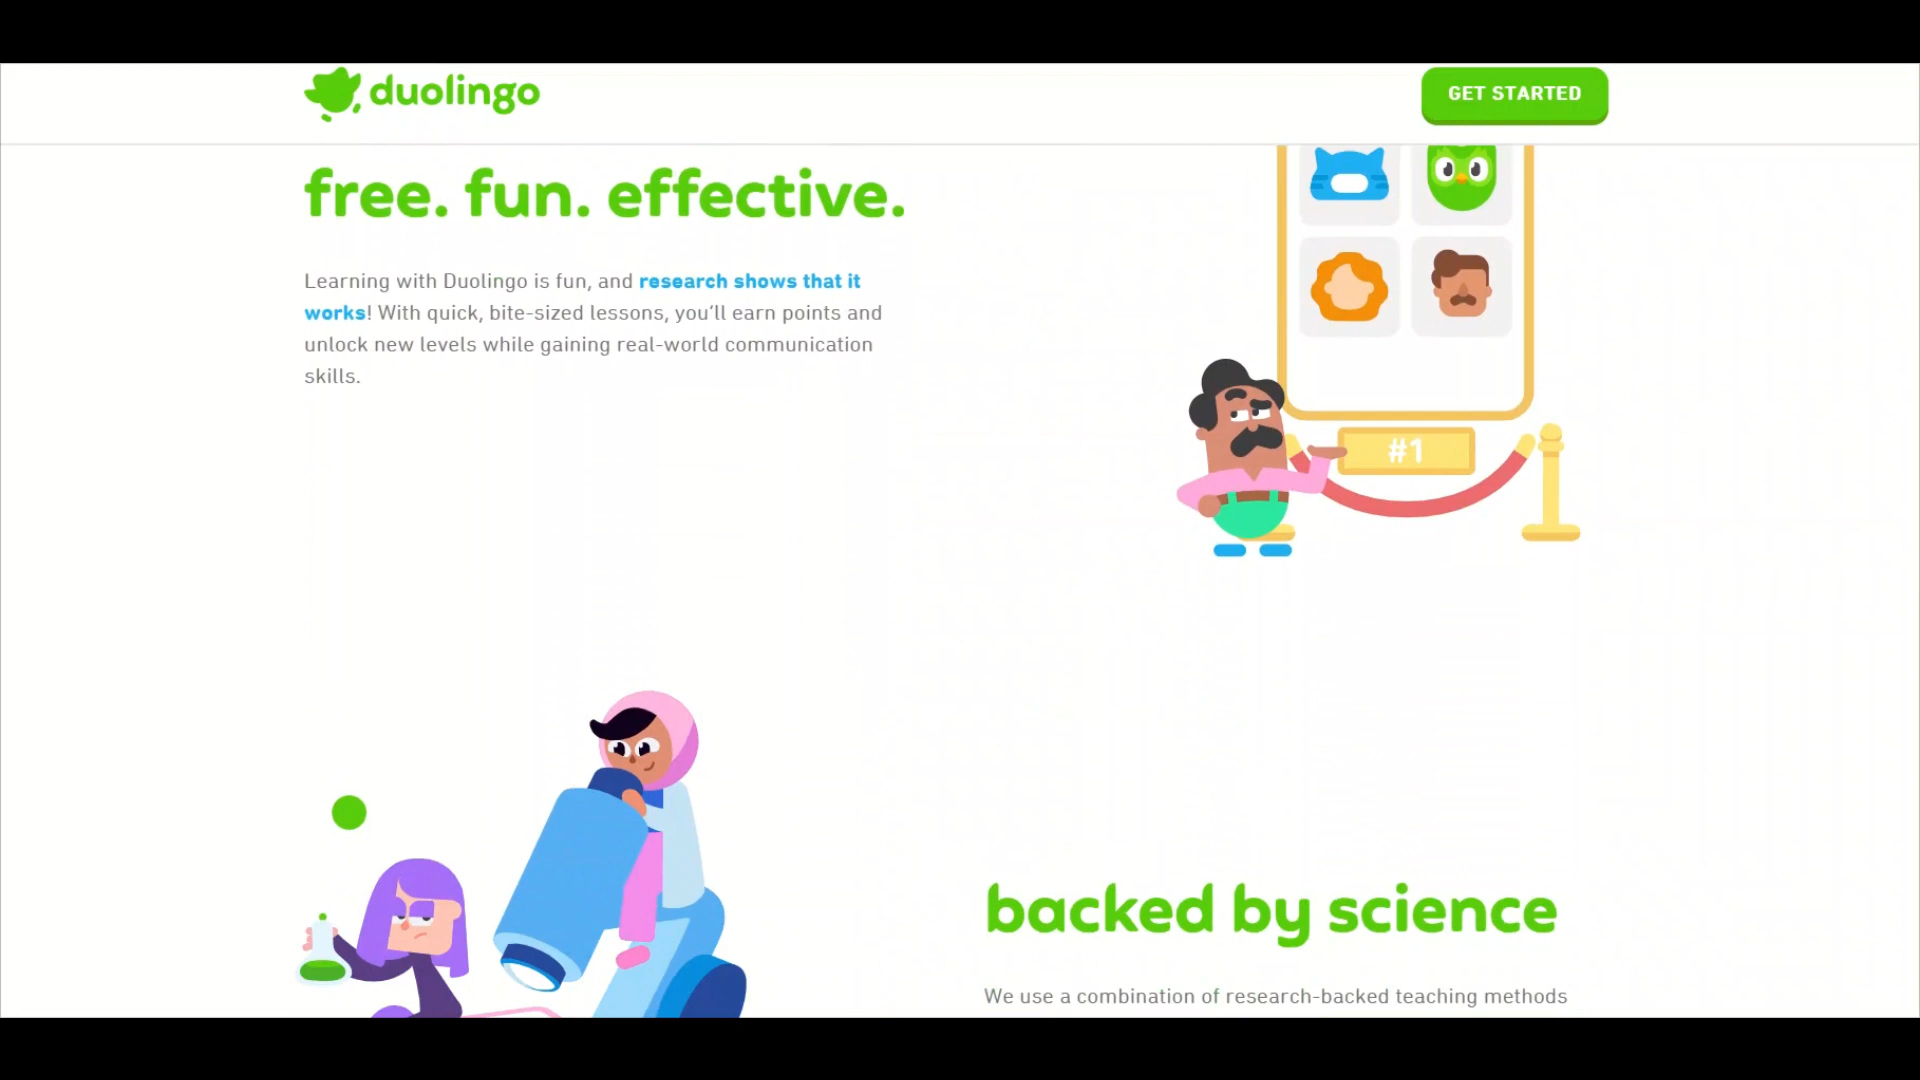 duolingo
GET STARTED
free. fun. effective.
Learning with Duolingo is fun, and research shows that it
works! With quick, bite-sized lessons, you’ll earn points and
unlock new levels while gaining real-world communication
skills.
#1
backed by science
We use a combination of research-backed teaching methods